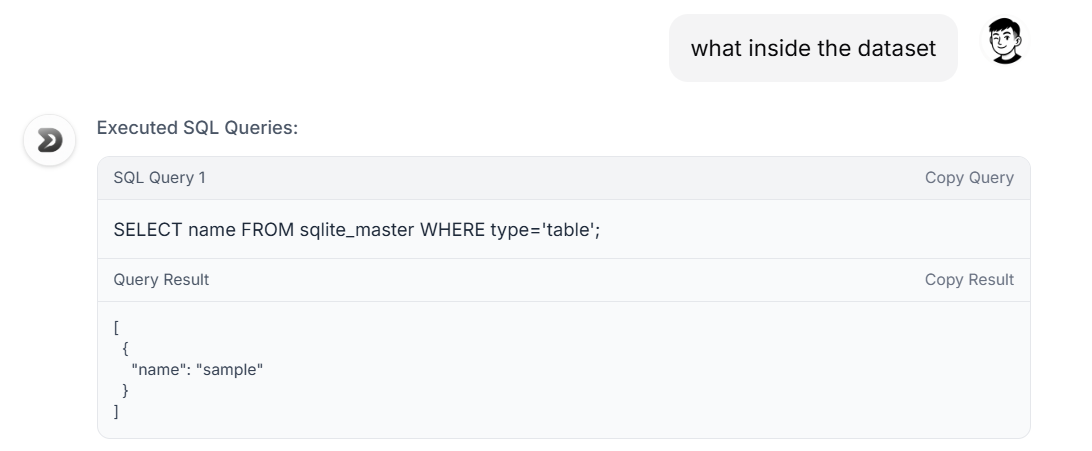 what inside the dataset
Executed SQL Queries:
SQL Query 1
Copy Query
SELECT name FROM sqlite_master WHERE type='table';
Query Result
Copy Result
[
{
"name": "sample"
}
]